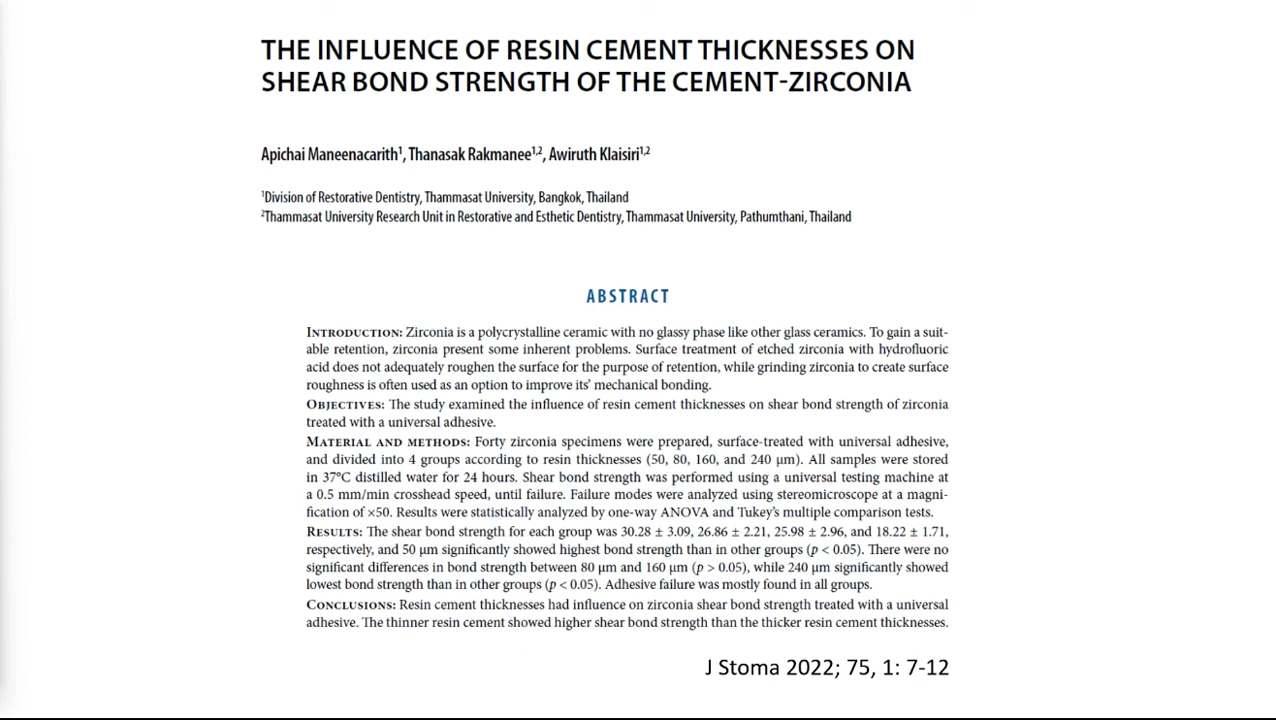 THE INFLUENCE OF RESIN CEMENT THICKNESSES ON
SHEAR BOND STRENGTH OF THE CEMENT-ZIRCONIA
Apichai Maneenacarith¹, Thanasak Rakmanee¹,², Awiruth Klaisiri¹,²
¹Division of Restorative Dentistry, Thammasat University, Bangkok, Thailand
²Thammasat University Research Unit in Restorative and Esthetic Dentistry, Thammasat University, Pathumthani, Thailand
ABSTRACT
INTRODUCTION: Zirconia is a polycrystalline ceramic with no glassy phase like other glass ceramics. To gain a suit-
able retention, zirconia present some inherent problems. Surface treatment of etched zirconia with hydrofluoric
acid does not adequately roughen the surface for the purpose of retention, while grinding zirconia to create surface
roughness is often used as an option to improve its' mechanical bonding.
OBJECTIVES: The study examined the influence of resin cement thicknesses on shear bond strength of zirconia
treated with a universal adhesive.
MATERIAL AND METHODS: Forty zirconia specimens were prepared, surface-treated with universal adhesive,
and divided into 4 groups according to resin thicknesses (50, 80, 160, and 240 μm). All samples were stored
in 37°C distilled water for 24 hours. Shear bond strength was performed using a universal testing machine at
a 0.5 mm/min crosshead speed, until failure. Failure modes were analyzed using stereomicroscope at a magni-
fication of ×50. Results were statistically analyzed by one-way ANOVA and Tukey's multiple comparison tests.
RESULTS: The shear bond strength for each group was 30.28 ± 3.09, 26.86 ± 2.21, 25.98 ± 2.96, and 18.22 ± 1.71,
respectively, and 50 μm significantly showed highest bond strength than in other groups (p < 0.05). There were no
significant differences in bond strength between 80 μm and 160 μm (p > 0.05), while 240 μm significantly showed
lowest bond strength than in other groups (p < 0.05). Adhesive failure was mostly found in all groups.
CONCLUSIONS: Resin cement thicknesses had influence on zirconia shear bond strength treated with a universal
adhesive. The thinner resin cement showed higher shear bond strength than the thicker resin cement thicknesses.
J Stoma 2022; 75, 1: 7-12